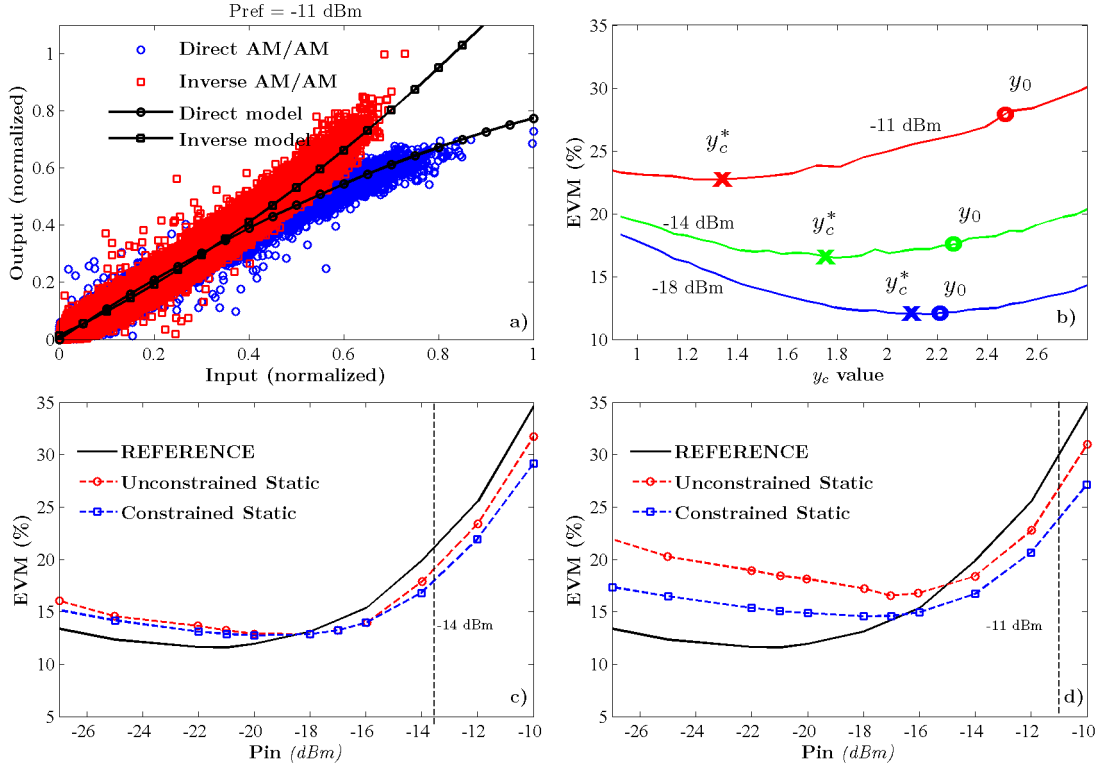 Pref = -11 dBm
Output (normalized)
1
0.8
0.6
0.4
0.2
0
Direct AM/AM
Inverse AM/AM
Direct model
Inverse model
a)
0 0.2 0.4 0.6 0.8 1
Input (normalized)
EVM (%)
35
30
25
20
15
10
y0
-11 dBm
yc*
-14 dBm
yc*
y0
-18 dBm
yc*
y0
b)
1 1.2 1.4 1.6 1.8 2 2.2 2.4 2.6
yc value
EVM (%)
35
30
25
20
15
10
5
REFERENCE
Unconstrained Static
Constrained Static
-14 dBm
c)
-26 -24 -22 -20 -18 -16 -14 -12 -10
Pin (dBm)
EVM (%)
35
30
25
20
15
10
5
REFERENCE
Unconstrained Static
Constrained Static
-11 dBm
d)
-26 -24 -22 -20 -18 -16 -14 -12 -10
Pin (dBm)